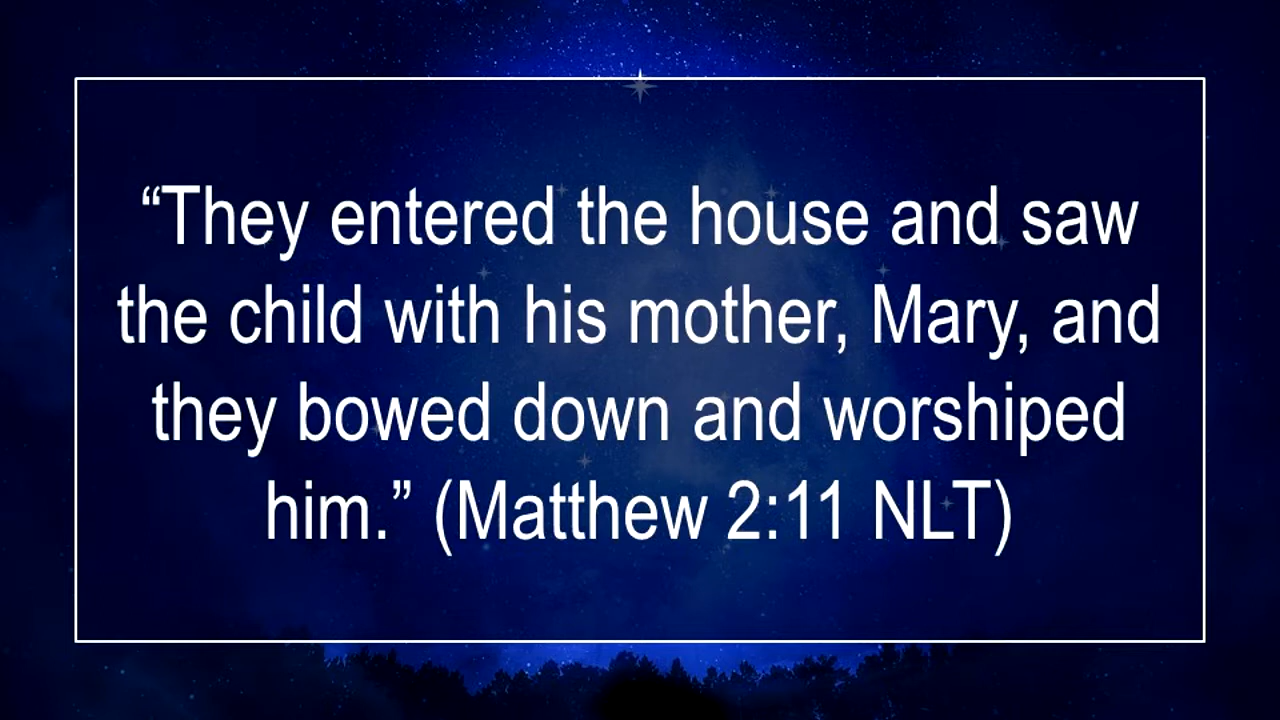 “They entered the house and saw
the child with his mother, Mary, and
they bowed down and worshiped
him.” (Matthew 2:11 NLT)